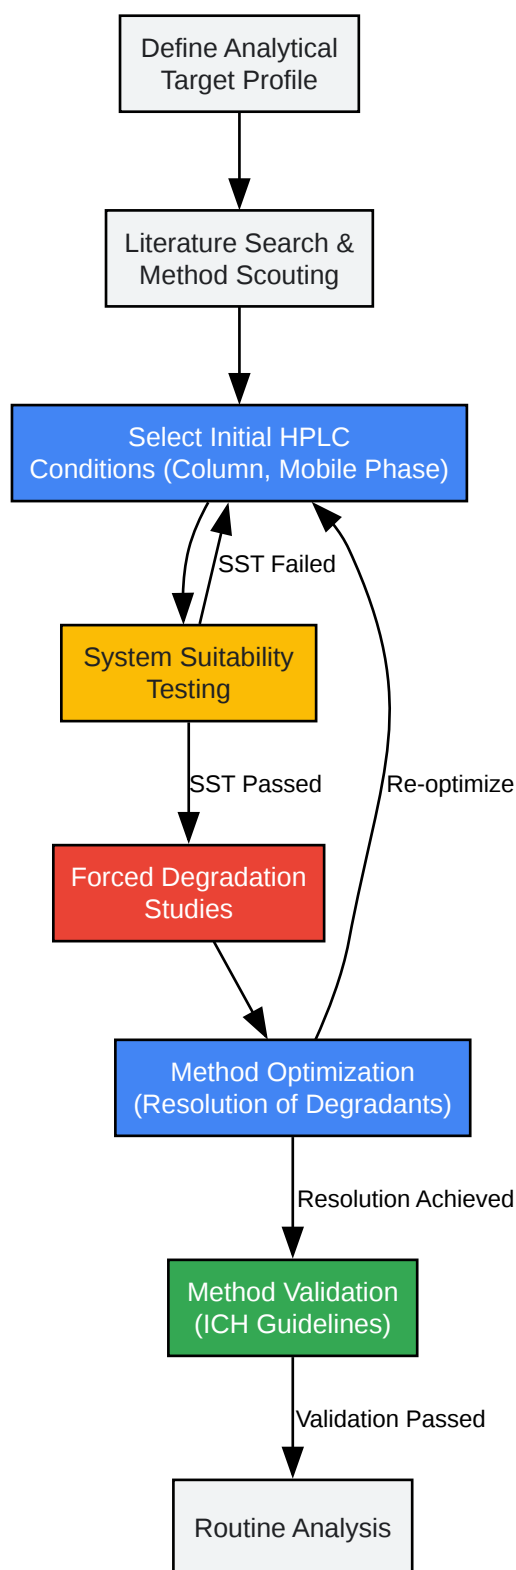 Define Analytical
Target Profile
Literature Search &
Method Scouting
Select Initial HPLC
Conditions (Column, Mobile Phase)
SST Failed
System Suitability
Testing
SST Passed
Re-optimize
Forced Degradation
Studies
Method Optimization
(Resolution of Degradants)
Resolution Achieved
Method Validation
(ICH Guidelines)
Validation Passed
Routine Analysis